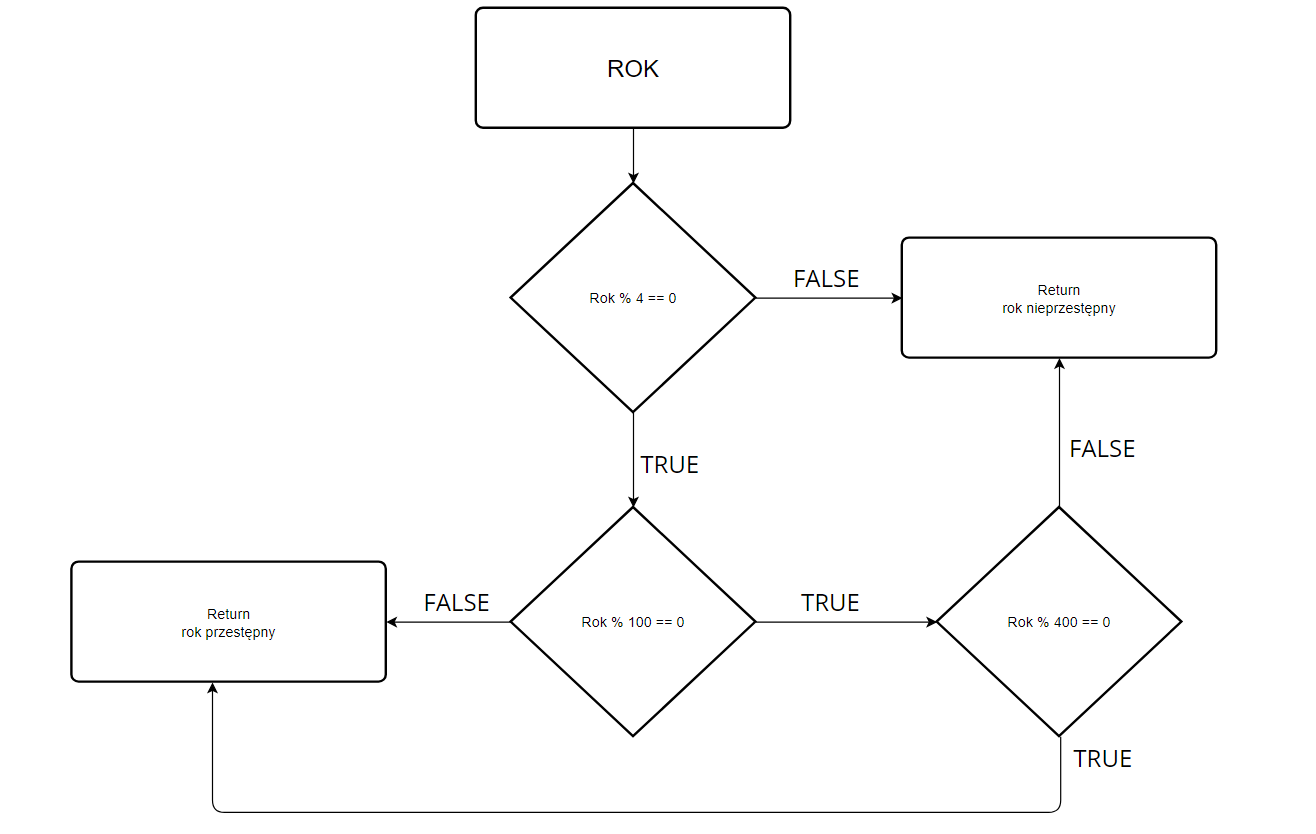 ROK
Rok % 4 == 0
FALSE
Return
rok nieprzestępny
TRUE
FALSE
Return
rok przestępny
FALSE
Rok % 100 == 0
TRUE
Rok % 400 == 0
TRUE